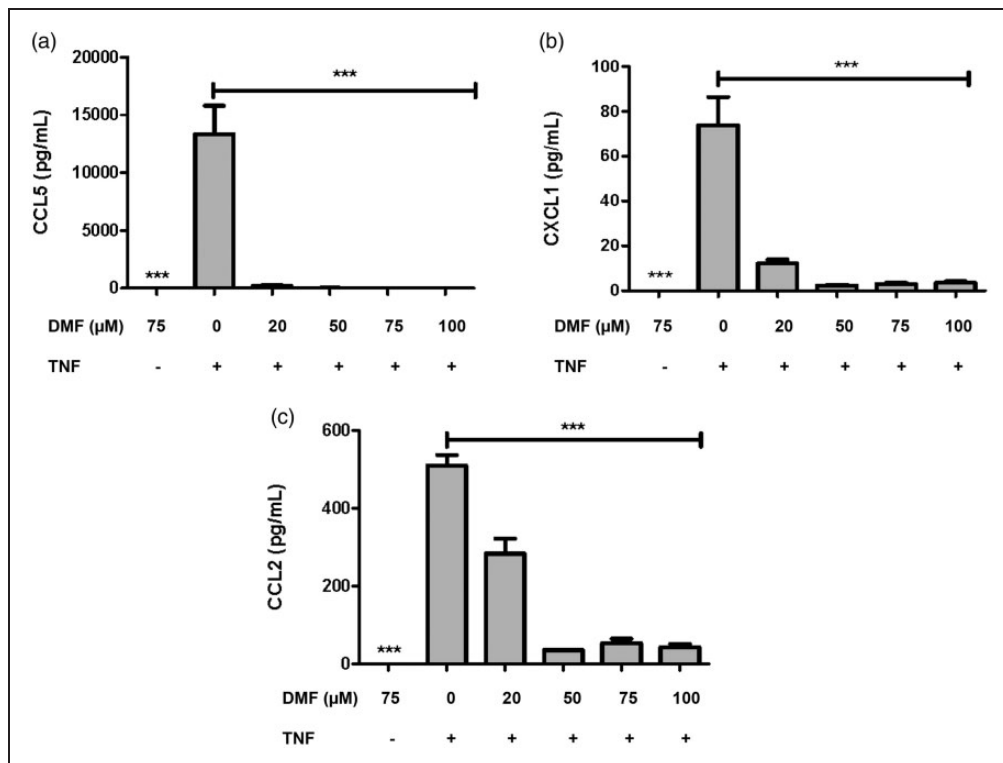 (a)
20000
15000
10000
5000
0
CCL5 (pg/mL)
***
***
DMF (µM) 75 0 20 50 75 100
TNF - + + + + +
(b)
100
80
60
40
20
0
CXCL1 (pg/mL)
***
***
DMF (µM) 75 0 20 50 75 100
TNF - + + + + +
(c)
600
400
200
0
CCL2 (pg/mL)
***
***
DMF (µM) 75 0 20 50 75 100
TNF - + + + + +